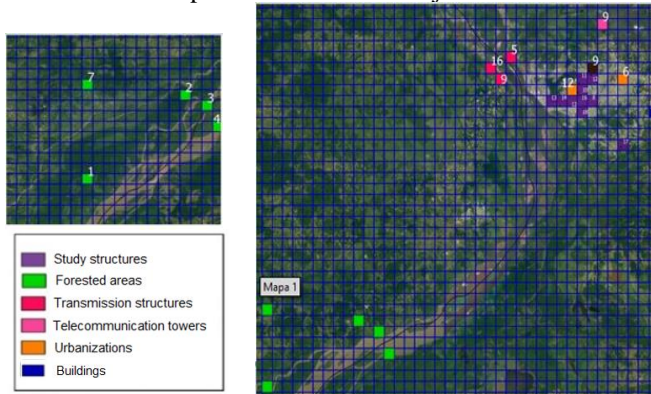 7
2
3
4
1
Study structures
Forested areas
Transmission structures
Telecommunication towers
Urbanizations
Buildings
9
5
16
9
9
6
12
Mapa 1